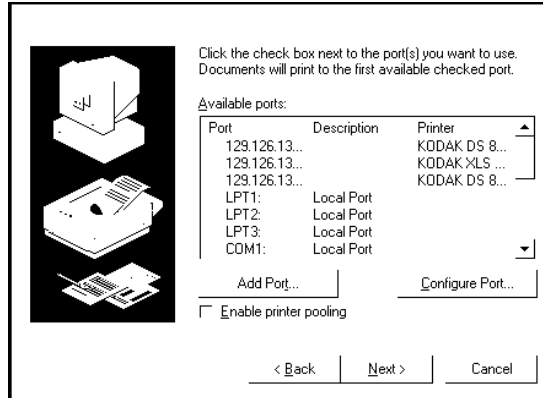 Click the check box next to the port(s) you want to use.
Documents will print to the first available checked port.
Available ports:
Port Description Printer
129.126.13... KODAK DS 8...
129.126.13... KODAK XLS ...
129.126.13... KODAK DS 8...
LPT1: Local Port
LPT2: Local Port
LPT3: Local Port
COM1: Local Port
Add Port... Configure Port...
Enable printer pooling
< Back Next > Cancel